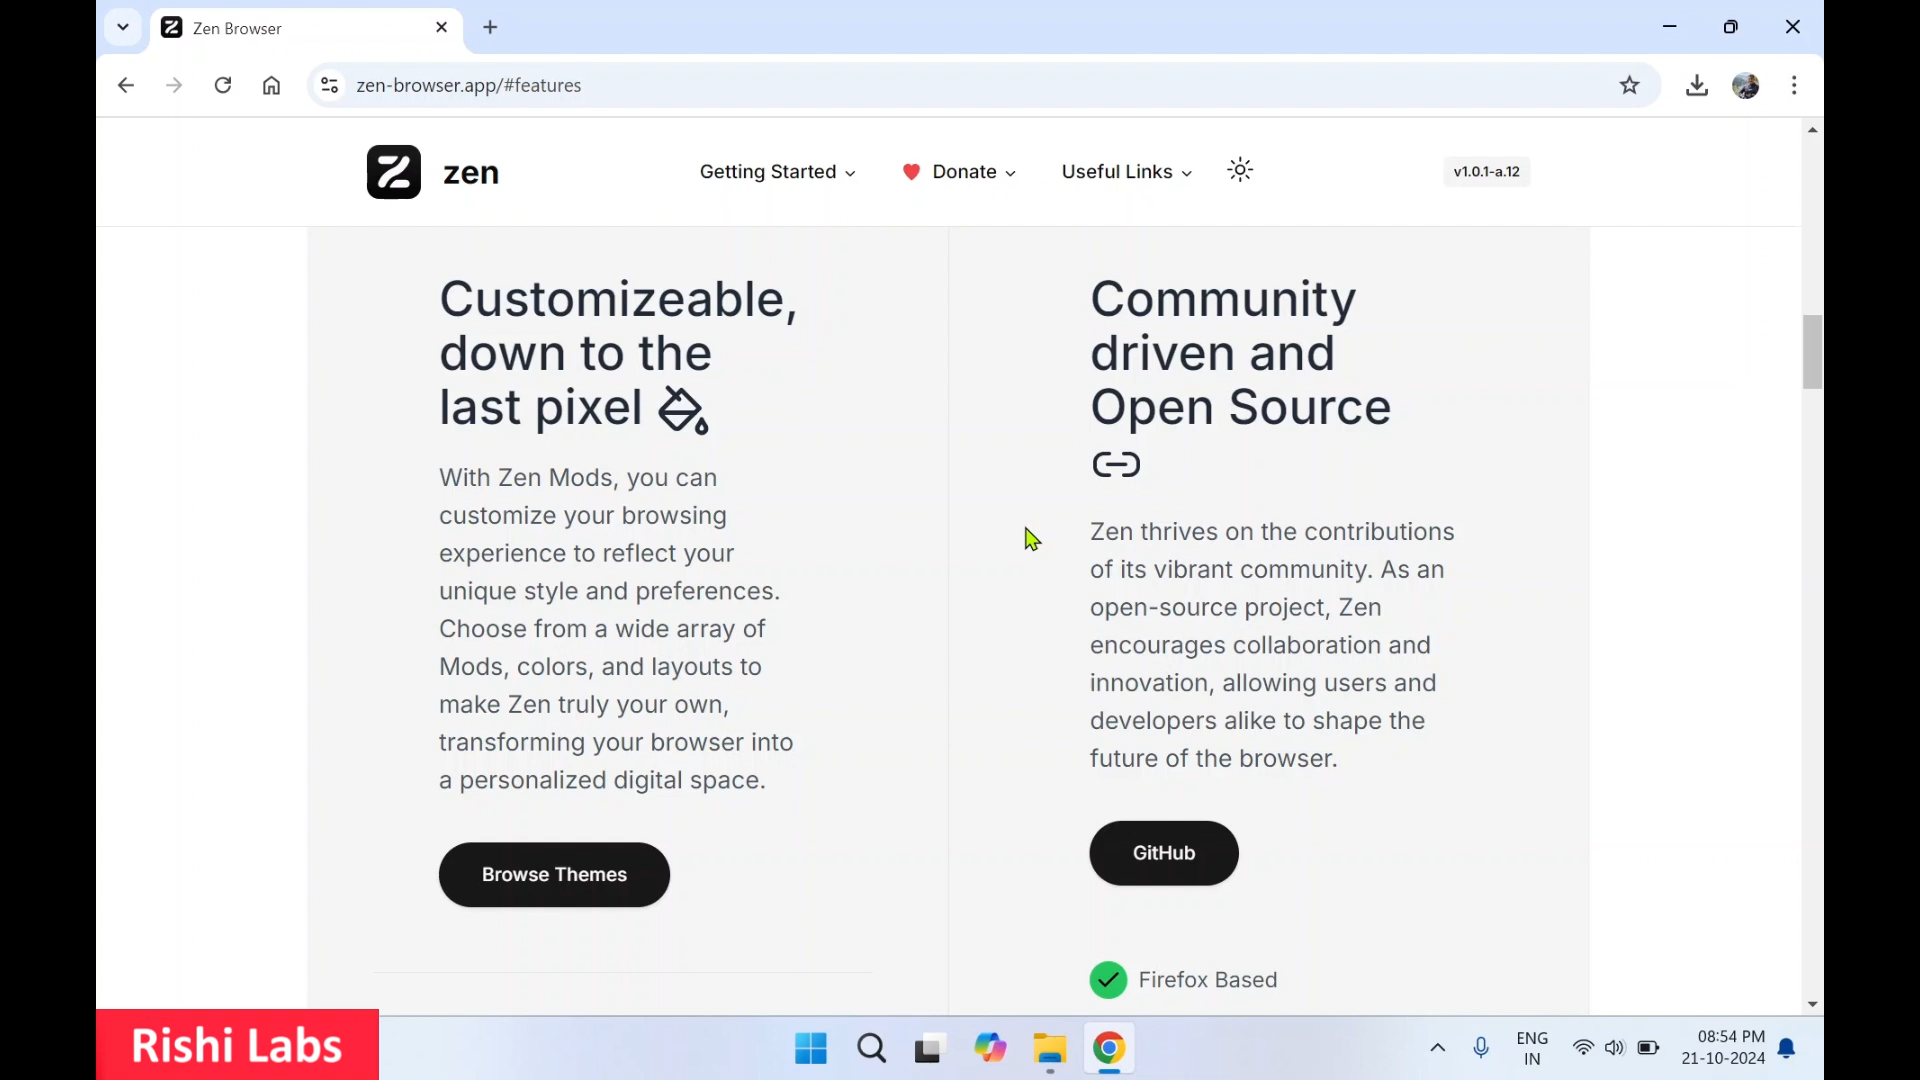 Zen Browser
zen-browser.app/#features
zen
Getting Started
Donate
Useful Links
v1.0.1-a.12
Customizeable,
down to the
last pixel
With Zen Mods, you can
customize your browsing
experience to reflect your
unique style and preferences.
Choose from a wide array of
Mods, colors, and layouts to
make Zen truly your own,
transforming your browser into
a personalized digital space.
Browse Themes
Community
driven and
Open Source
Zen thrives on the contributions
of its vibrant community. As an
open-source project, Zen
encourages collaboration and
innovation, allowing users and
developers alike to shape the
future of the browser.
GitHub
Firefox Based
Rishi Labs
ENG
IN
08:54 PM
21-10-2024